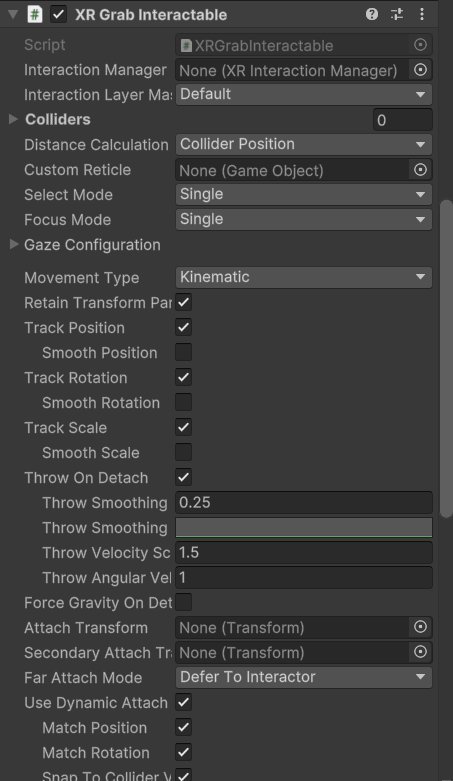 # XR Grab Interactable
Script # XRGrabInteractable
Interaction Manager None (XR Interaction Manager)
Interaction Layer Ma Default
Colliders 0
Distance Calculation Collider Position
Custom Reticle None (Game Object)
Select Mode Single
Focus Mode Single
Gaze Configuration
Movement Type Kinematic
Retain Transform Par
Track Position
Smooth Position
Track Rotation
Smooth Rotation
Track Scale
Smooth Scale
Throw On Detach
Throw Smoothing 0.25
Throw Smoothing
Throw Velocity Sc 1.5
Throw Angular Vel 1
Force Gravity On Det
Attach Transform None (Transform)
Secondary Attach Tr None (Transform)
Far Attach Mode Defer To Interactor
Use Dynamic Attach
Match Position
Match Rotation
Snap To Collider V